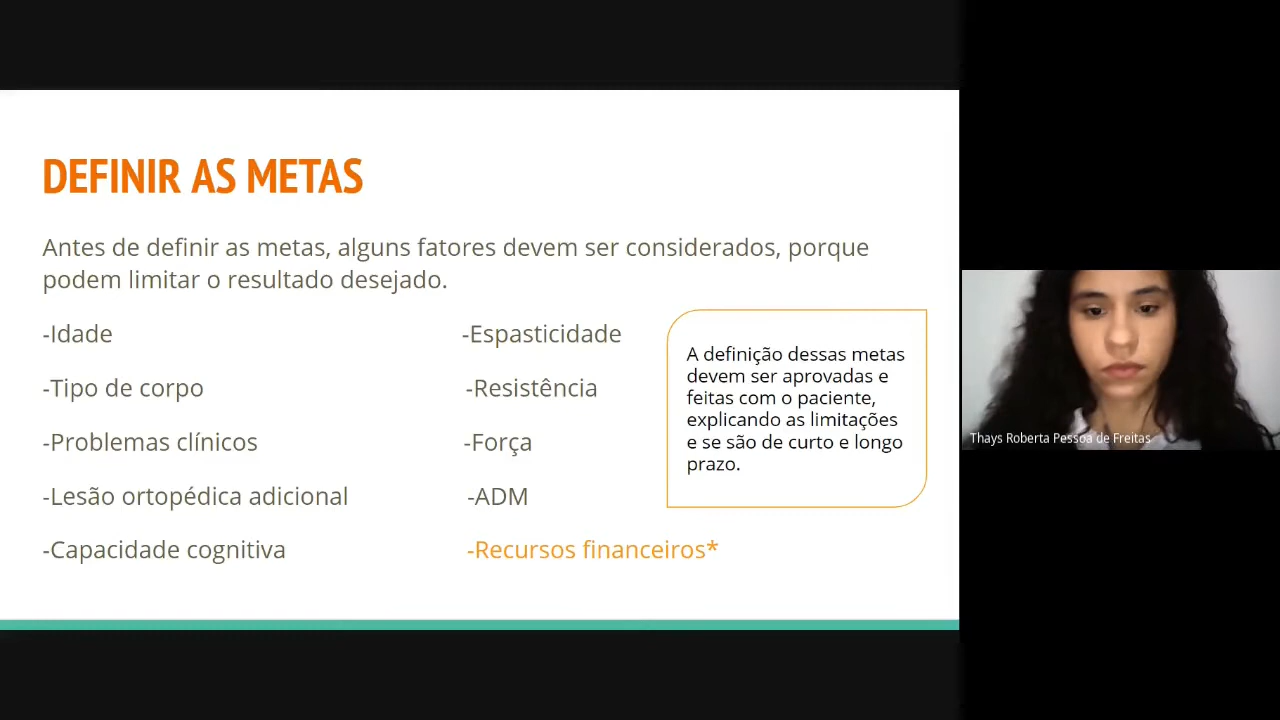 DEFINIR AS METAS
Antes de definir as metas, alguns fatores devem ser considerados, porque
podem limitar o resultado desejado.
-Idade
-Tipo de corpo
-Problemas clínicos
-Lesão ortopédica adicional
-Capacidade cognitiva
-Espasticidade
-Resistência
-Força
-ADM
-Recursos financeiros*
A definição dessas metas
devem ser aprovadas e
feitas com o paciente,
explicando as limitações
e se são de curto e longo
prazo.
Thays Roberta Pessoa de Freitas